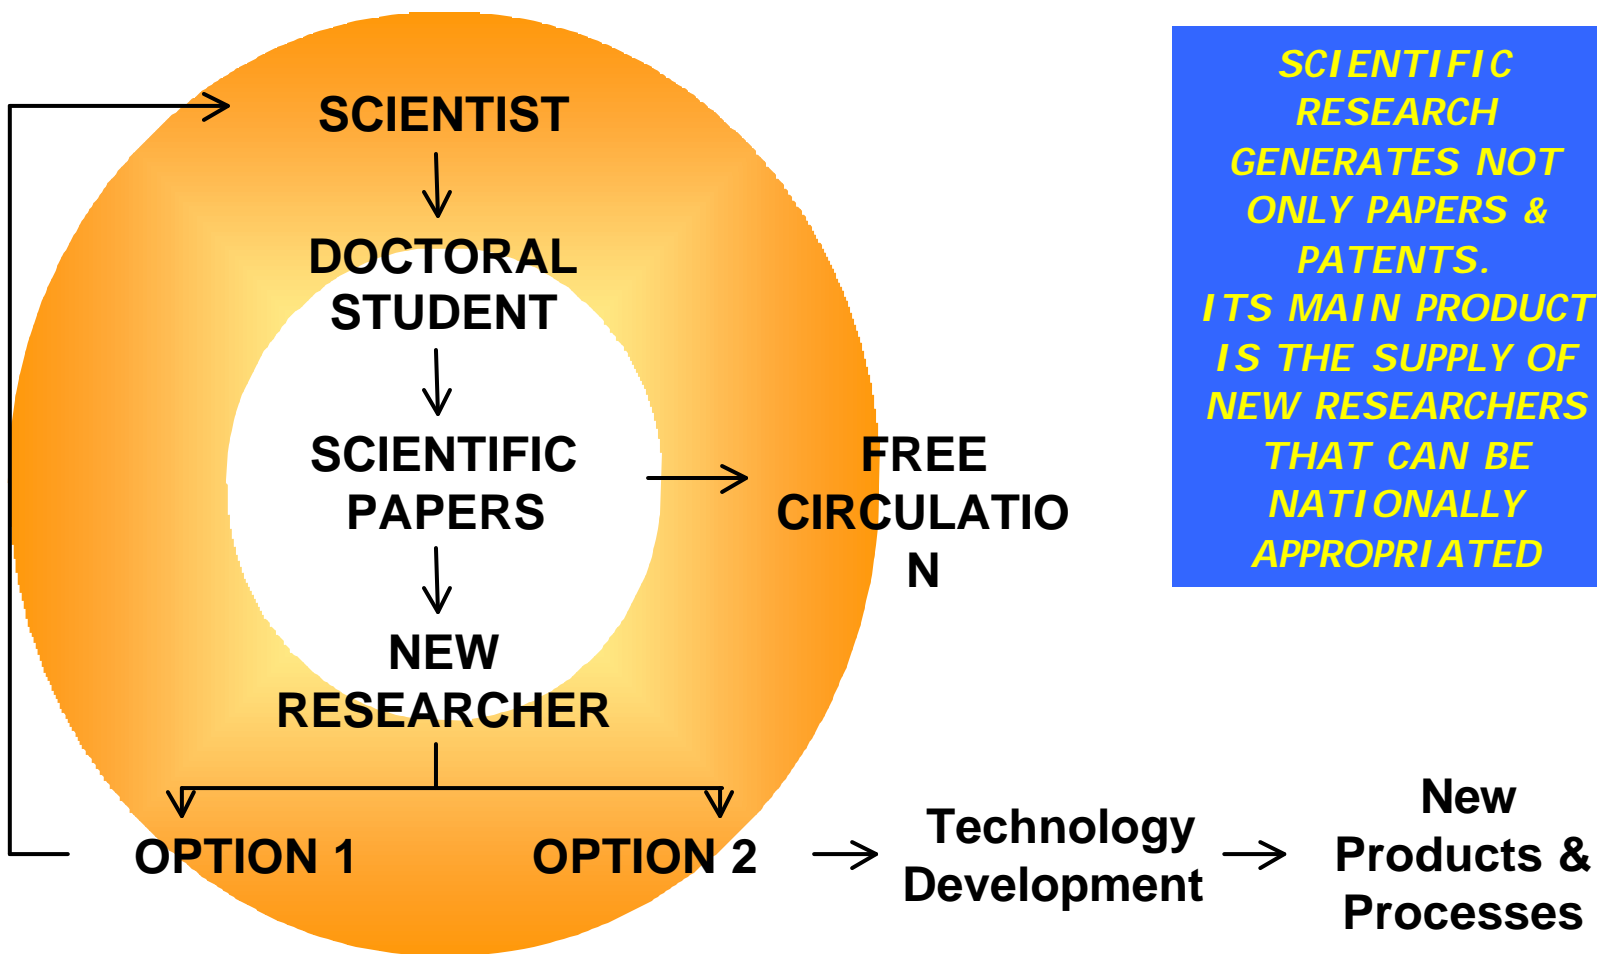 SCIENTIST
DOCTORAL
STUDENT
SCIENTIFIC
PAPERS
FREE
CIRCULATIO
N
NEW
RESEARCHER
OPTION 1
OPTION 2
Technology
Development
New
Products &
Processes
SCIENTIFIC
RESEARCH
GENERATES NOT
ONLY PAPERS &
PATENTS.
ITS MAIN PRODUCT
IS THE SUPPLY OF
NEW RESEARCHERS
THAT CAN BE
NATIONALLY
APPROPRIATED